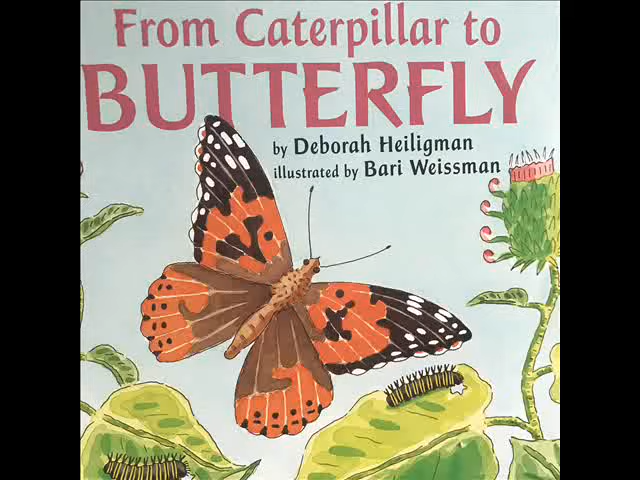 From Caterpillar to
BUTTERFLY
by Deborah Heiligman
illustrated by Bari Weissman